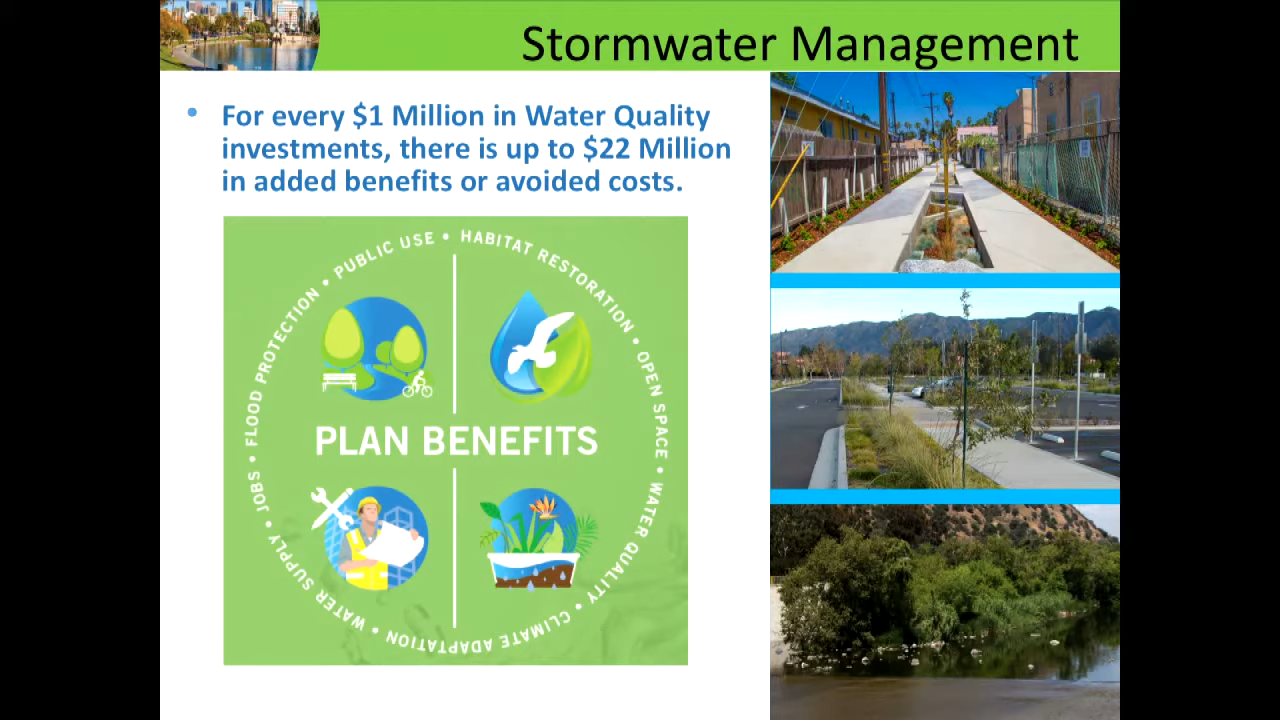 Stormwater Management
• For every $1 Million in Water Quality
investments, there is up to $22 Million
in added benefits or avoided costs.
PUBLIC USE • HABITAT RESTORATION • OPEN SPACE • WATER QUALITY • CLIMATE ADAPTATION • WATER SUPPLY • JOBS • FLOOD PROTECTION •
PLAN BENEFITS